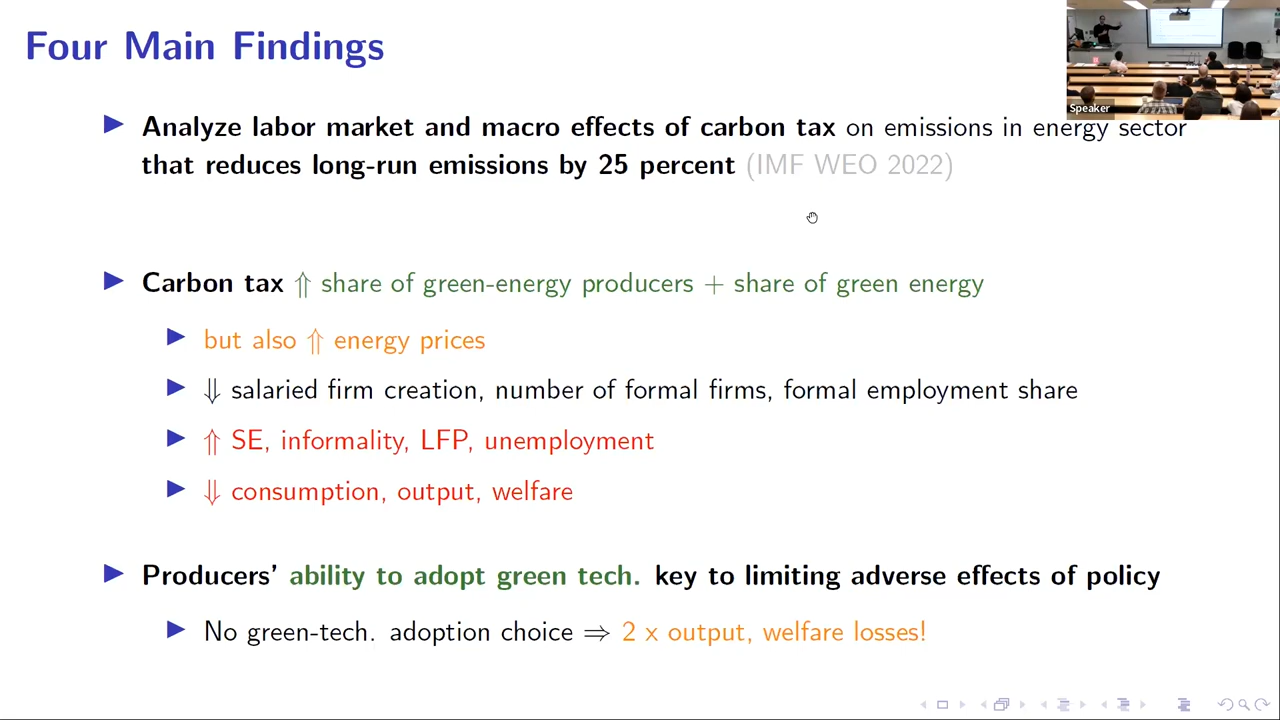 Four Main Findings
Speaker
▶ Analyze labor market and macro effects of carbon tax on emissions in energy sector
that reduces long-run emissions by 25 percent (IMF WEO 2022)
▶ Carbon tax ⇑ share of green-energy producers + share of green energy
▶ but also ⇑ energy prices
▶ ⇓ salaried firm creation, number of formal firms, formal employment share
▶ ⇑ SE, informality, LFP, unemployment
▶ ⇓ consumption, output, welfare
▶ Producers' ability to adopt green tech. key to limiting adverse effects of policy
▶ No green-tech. adoption choice ⇒ 2 x output, welfare losses!